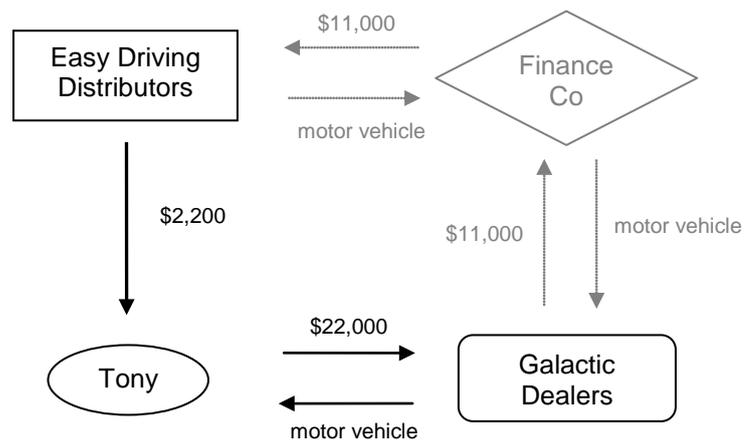 $11,000
Easy Driving
Distributors
Finance
Co
motor vehicle
$2,200
$11,000
motor vehicle
$22,000
Tony
Galactic
Dealers
motor vehicle